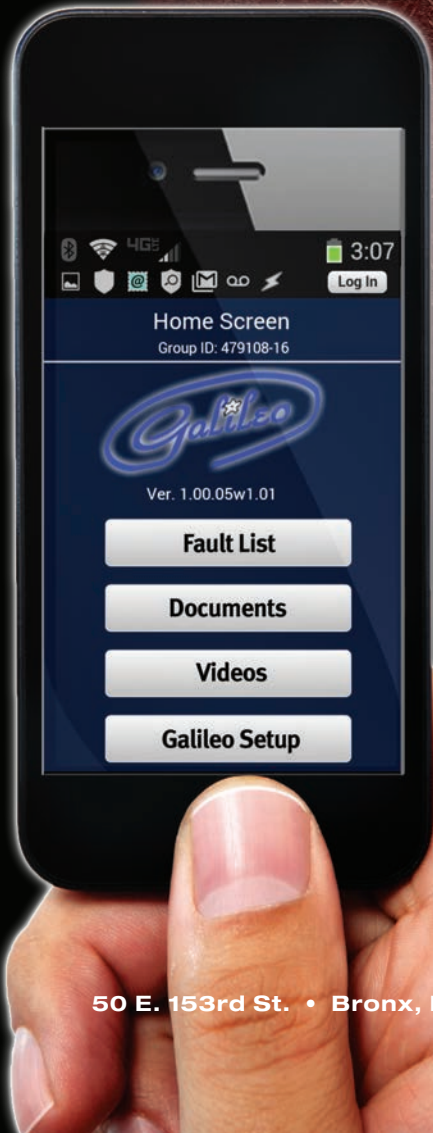 4G
3:07
@
Log In
Home Screen
Group ID: 479108-16
Galileo
Ver. 1.00.05w1.01
Fault List
Documents
Videos
Galileo Setup
50 E. 153rd St. • Bronx,